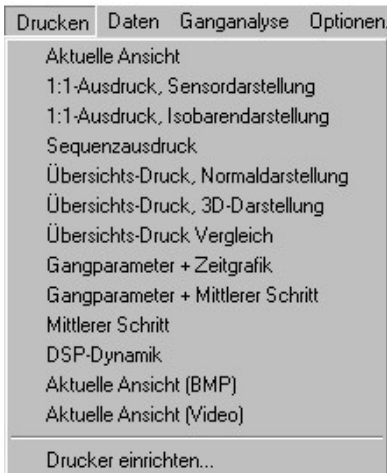 Drucken Daten Ganganalyse Optionen
Aktuelle Ansicht
1:1-Ausdruck, Sensordarstellung
1:1-Ausdruck, Isobarendarstellung
Sequenzausdruck
Übersichts-Druck, Normaldarstellung
Übersichts-Druck, 3D-Darstellung
Übersichts-Druck Vergleich
Gangparameter + Zeitgrafik
Gangparameter + Mittlerer Schritt
Mittlerer Schritt
DSP-Dynamik
Aktuelle Ansicht (BMP)
Aktuelle Ansicht (Video)
Drucker einrichten...